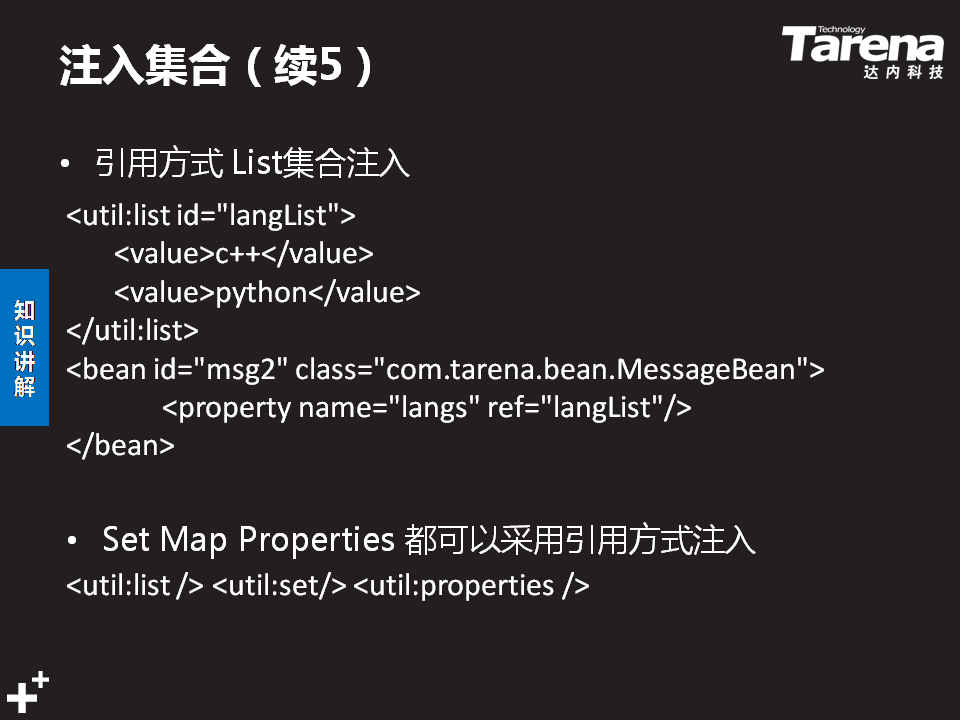 注入集合（续5）
Technology
Tarena
达内科技
• 引用方式 List集合注入
<util:list id="langList">
<value>c++</value>
<value>python</value>
</util:list>
<bean id="msg2" class="com.tarena.bean.MessageBean">
<property name="langs" ref="langList"/>
</bean>
知识讲解
• Set Map Properties 都可以采用引用方式注入
<util:list /> <util:set/> <util:properties />